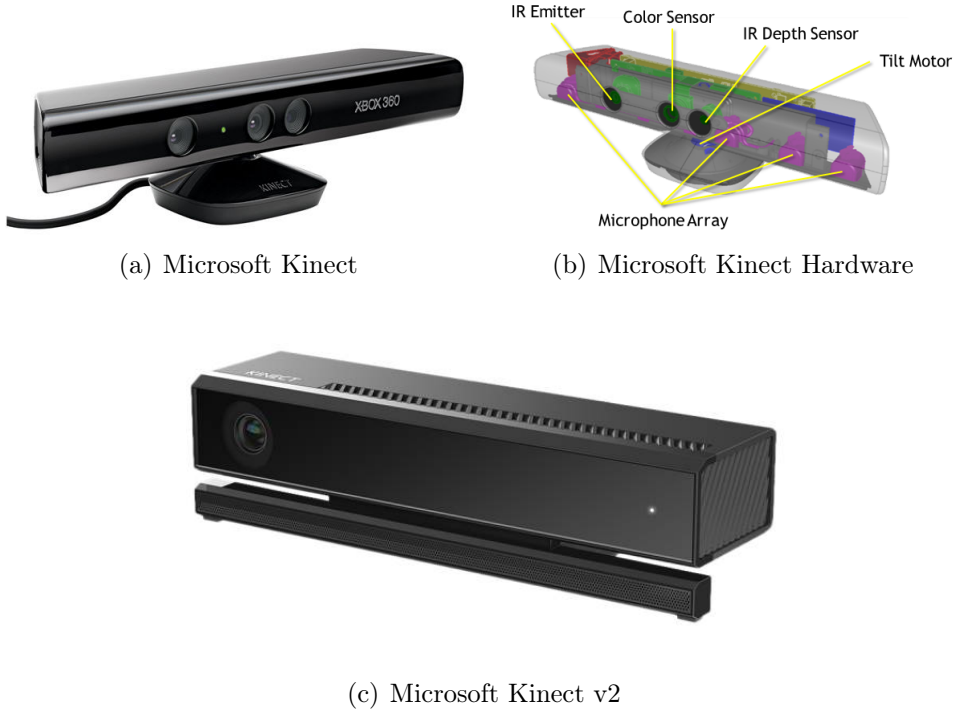 IR Emitter
Color Sensor
IR Depth Sensor
Tilt Motor
XBOX 360
KINECT
Microphone Array
(a) Microsoft Kinect
(b) Microsoft Kinect Hardware
KINECT
(c) Microsoft Kinect v2